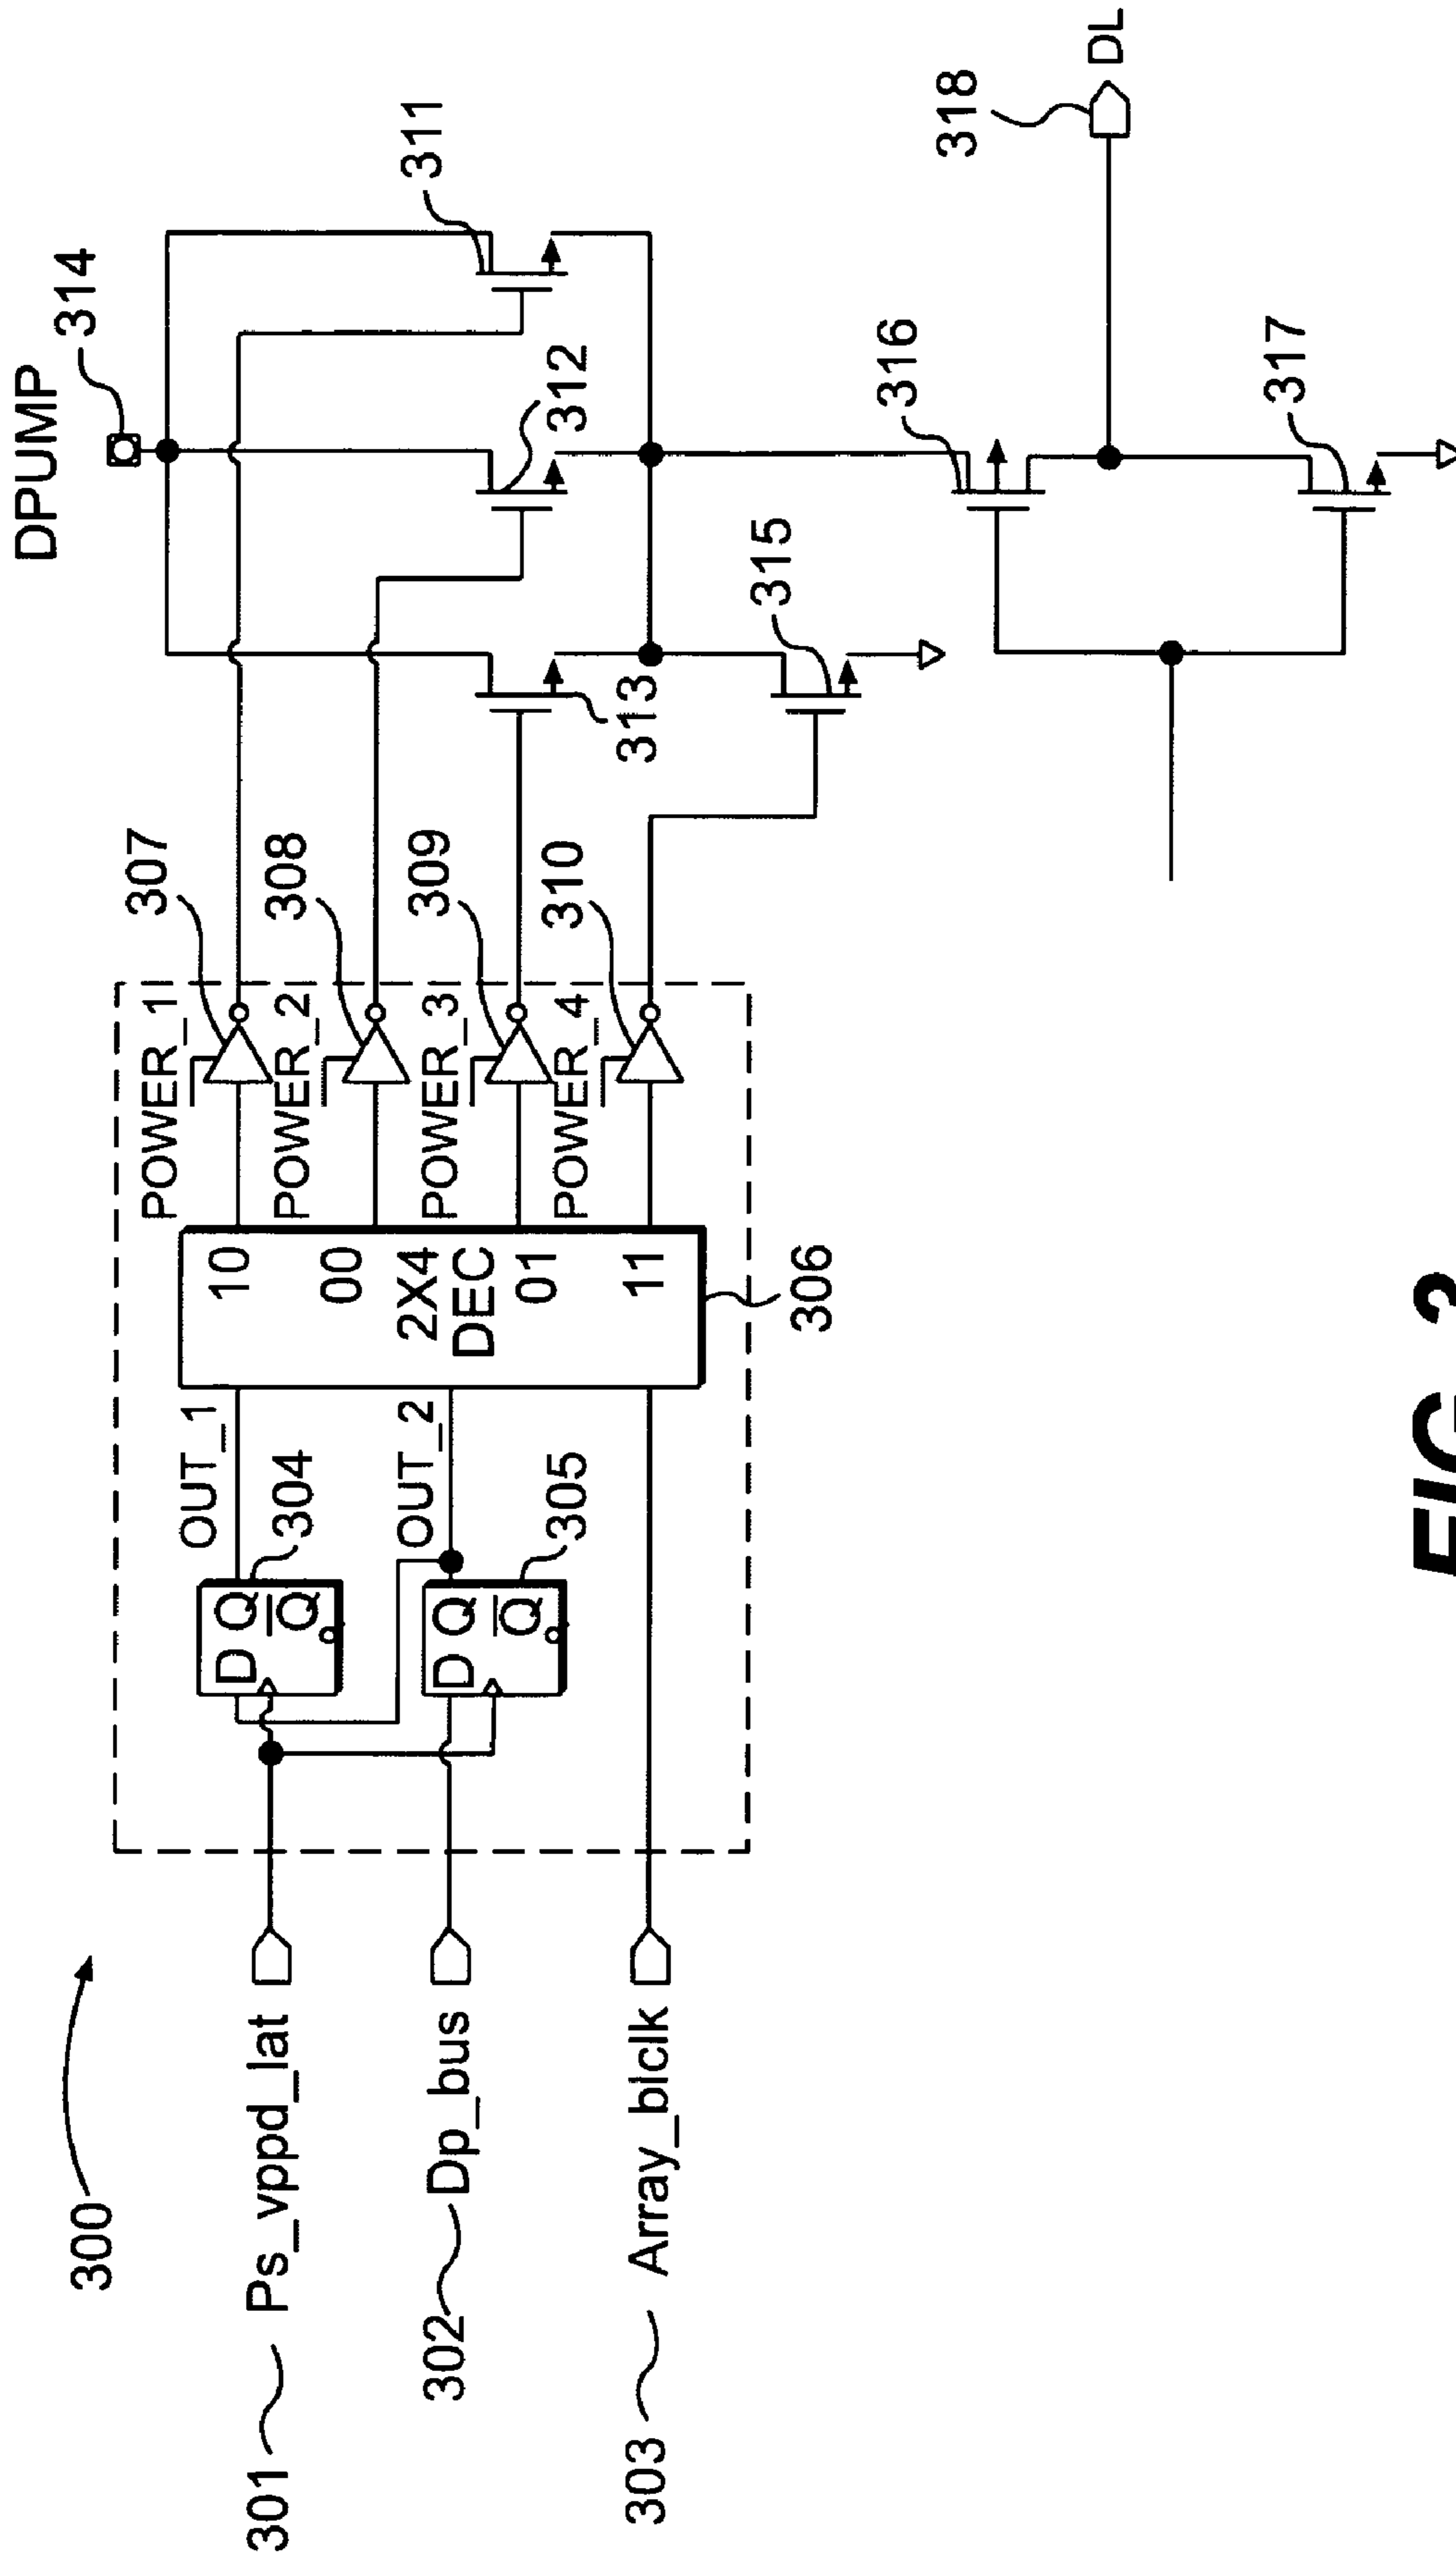 300
DPUMP
314
301
Ps_vppd_lat
302
Dp_bus
303
Array_blclk
OUT_1
D Q
Q̅
304
OUT_2
D Q
Q̅
305
10
00
2X4
DEC
01
11
306
POWER_1
307
POWER_2
308
POWER_3
309
POWER_4
310
311
312
313
315
316
317
318
DL
FIG. 3